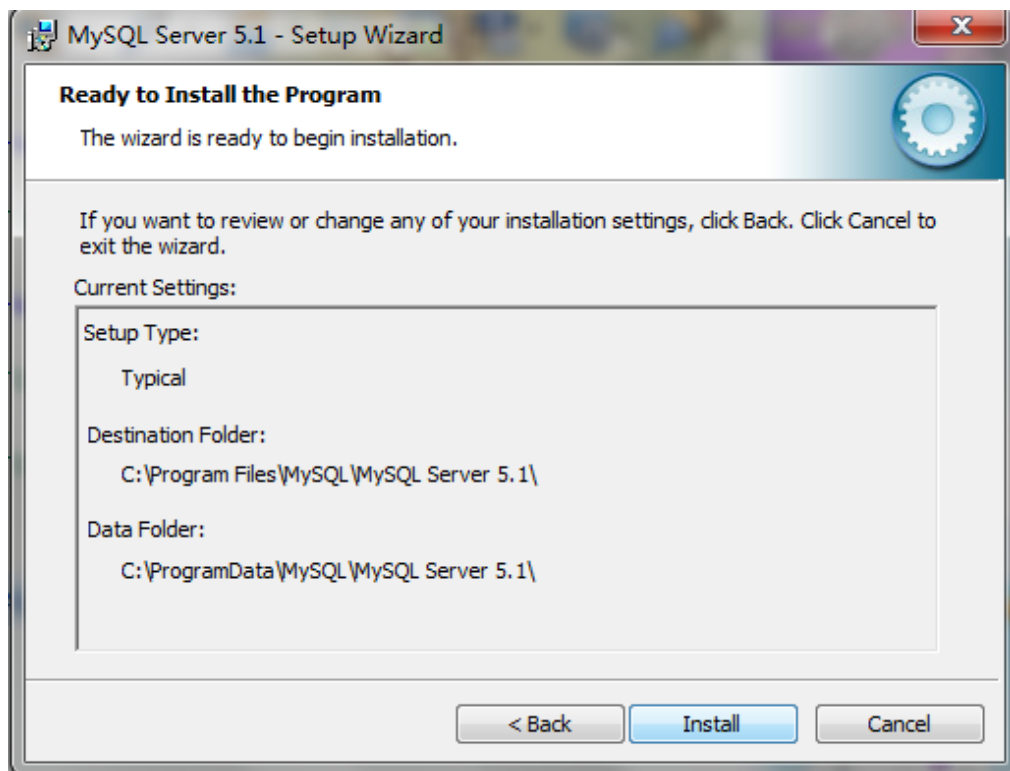 MySQL Server 5.1 - Setup Wizard
Ready to Install the Program
The wizard is ready to begin installation.
If you want to review or change any of your installation settings, click Back. Click Cancel to
exit the wizard.
Current Settings:
Setup Type:
Typical
Destination Folder:
C:\Program Files\MySQL\MySQL Server 5.1\
Data Folder:
C:\ProgramData\MySQL\MySQL Server 5.1\
< Back
Install
Cancel